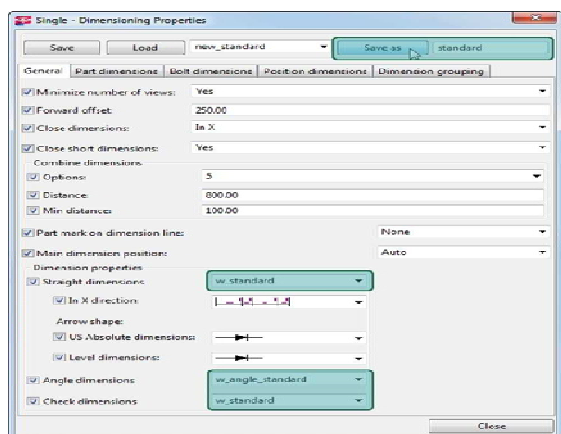 Single - Dimensioning Properties
Save Load new_standard Save as standard
General Part dimensions Bolt dimensions Position dimensions Dimension grouping
Minimize number of views: Yes
Forward offset: 250.00
Close dimensions: In X
Close short dimensions: Yes
Combine dimensions
Options: 5
Distance: 800.00
Min distance: 100.00
Part mark on dimension line: None
Main dimension position: Auto
Dimension properties
Straight dimensions w_standard
In X direction:
Arrow shape:
US Absolute dimensions:
Level dimensions:
Angle dimensions w_angle_standard
Check dimensions w_standard
Close